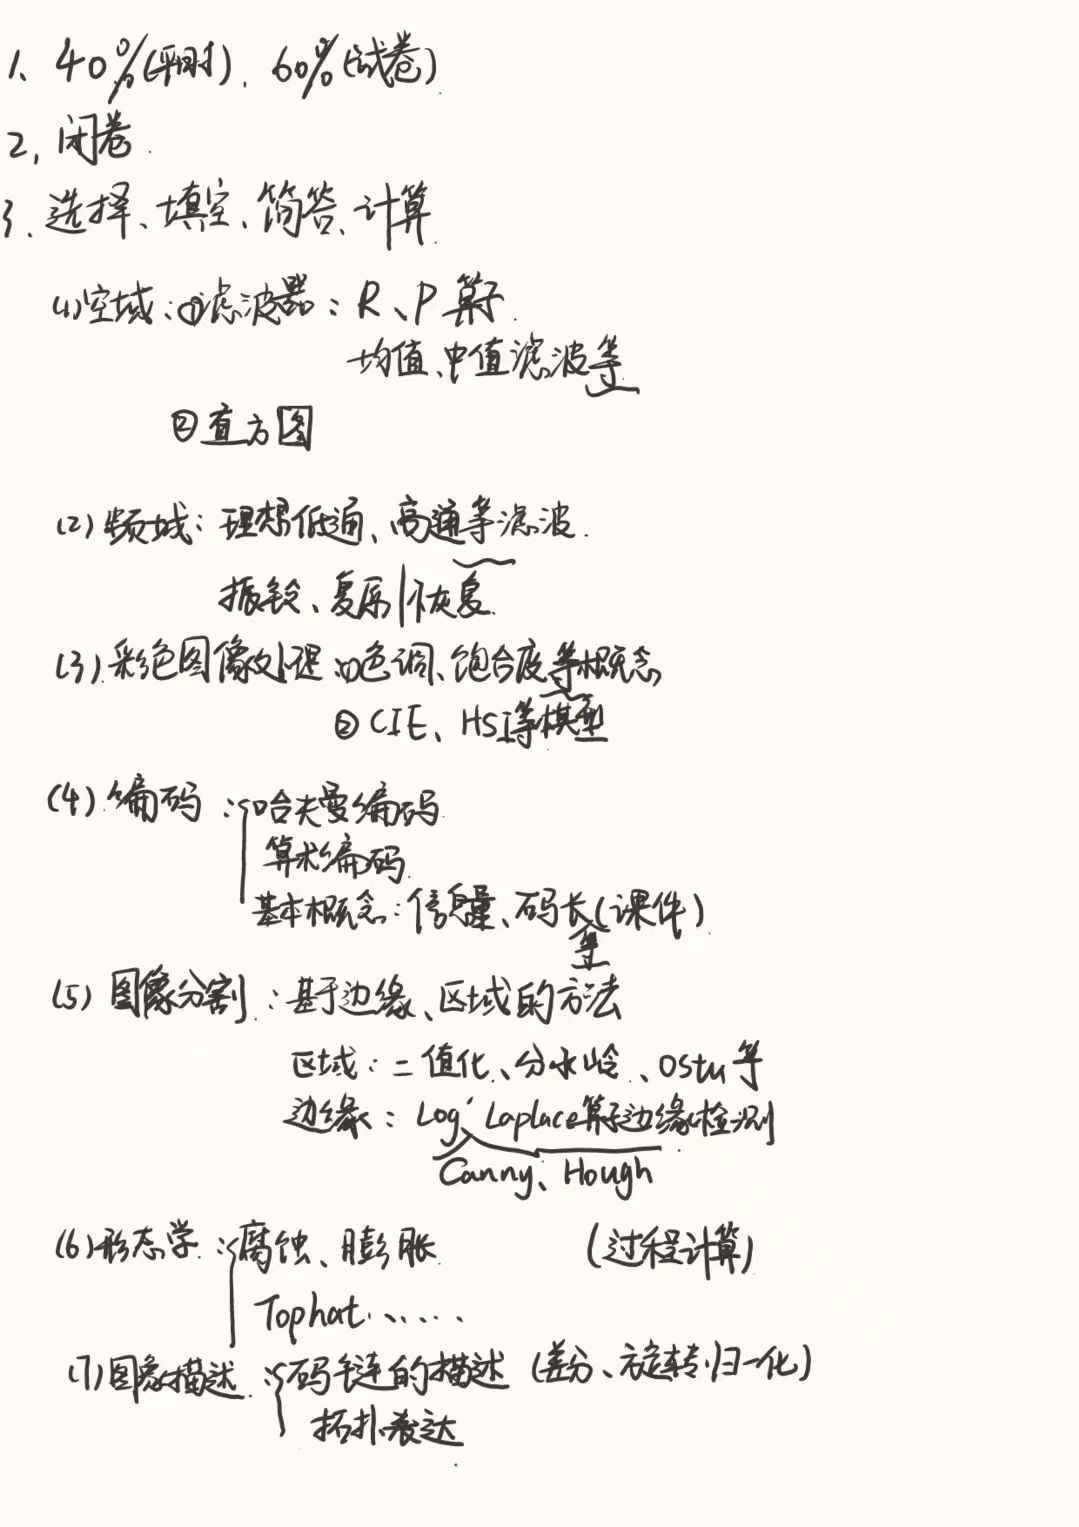 1、40%(平时)、60%(试卷)
2, 闭卷.
3. 选择、填空、简答、计算.
(1)空域:①滤波器:R、P算子.
均值、中值滤波等
②直方图
(2)频域:理想低通、高通等滤波.
振铃、复原|恢复.
(3).彩色图像处理 ①色调、饱合度等概念
② CIE、HSI等模型
(4)编码:哈夫曼编码
算术编码.
基本概念:信息量、码长(课件).
等
(5)图像分割:基于边缘、区域的方法
区域:二值化、分水岭、Ostu等
边缘:Log、Laplace算子边缘检测
Canny、Hough
(6)形态学:腐蚀、膨胀 (过程计算)
Tophat......
(7)图象描述:码链的描述(差分、旋转归一化)
拓扑表达